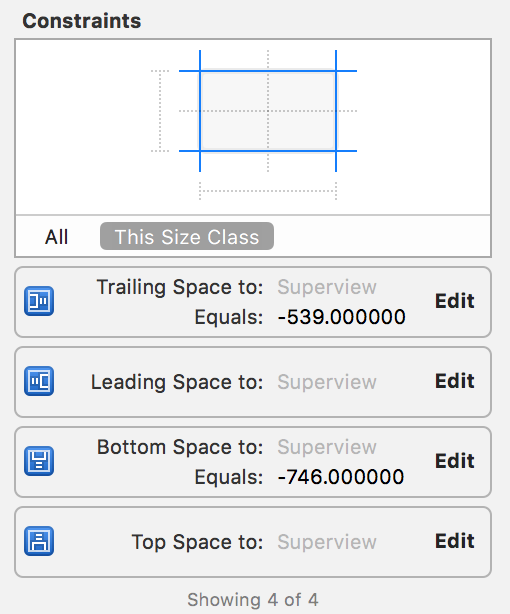 Constraints
All This Size Class
Trailing Space to: Superview Edit
Equals: -539.000000
Leading Space to: Superview Edit
Bottom Space to: Superview Edit
Equals: -746.000000
Top Space to: Superview Edit
Showing 4 of 4